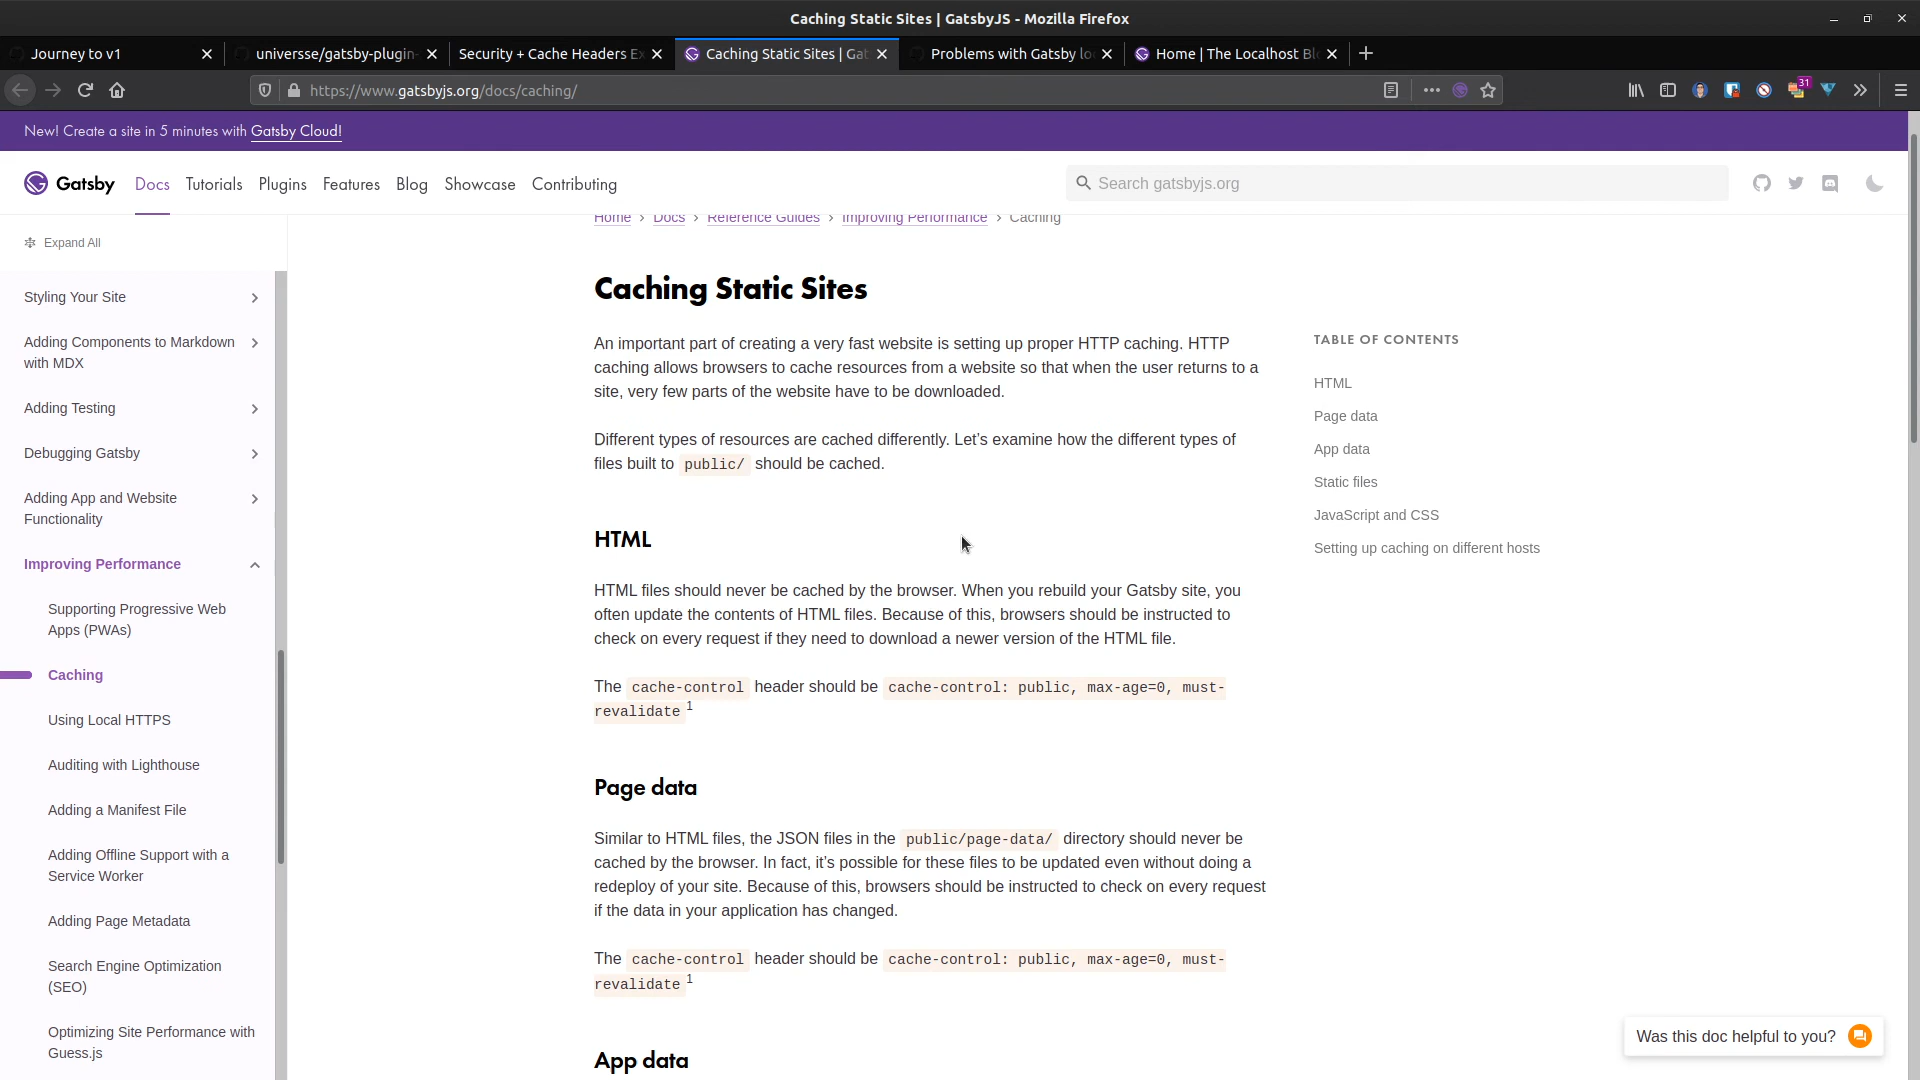 Caching Static Sites | GatsbyJS - Mozilla Firefox
Journey to v1
universse/gatsby-plugin-
Security + Cache Headers Ex
Caching Static Sites | Gat
Problems with Gatsby lo
Home | The Localhost Bl
https://www.gatsbyjs.org/docs/caching/
31
New! Create a site in 5 minutes with Gatsby Cloud!
Gatsby
Docs
Tutorials
Plugins
Features
Blog
Showcase
Contributing
Search gatsbyjs.org
Expand All
Styling Your Site
Adding Components to Markdown
with MDX
Adding Testing
Debugging Gatsby
Adding App and Website
Functionality
Improving Performance
Supporting Progressive Web
Apps (PWAs)
Caching
Using Local HTTPS
Auditing with Lighthouse
Adding a Manifest File
Adding Offline Support with a
Service Worker
Adding Page Metadata
Search Engine Optimization
(SEO)
Optimizing Site Performance with
Guess.js
Home › Docs › Reference Guides › Improving Performance › Caching
Caching Static Sites
An important part of creating a very fast website is setting up proper HTTP caching. HTTP
caching allows browsers to cache resources from a website so that when the user returns to a
site, very few parts of the website have to be downloaded.
Different types of resources are cached differently. Let’s examine how the different types of
files built to public/ should be cached.
HTML
HTML files should never be cached by the browser. When you rebuild your Gatsby site, you
often update the contents of HTML files. Because of this, browsers should be instructed to
check on every request if they need to download a newer version of the HTML file.
The cache-control header should be cache-control: public, max-age=0, must-
revalidate 1
Page data
Similar to HTML files, the JSON files in the public/page-data/ directory should never be
cached by the browser. In fact, it’s possible for these files to be updated even without doing a
redeploy of your site. Because of this, browsers should be instructed to check on every request
if the data in your application has changed.
The cache-control header should be cache-control: public, max-age=0, must-
revalidate 1
App data
TABLE OF CONTENTS
HTML
Page data
App data
Static files
JavaScript and CSS
Setting up caching on different hosts
Was this doc helpful to you?